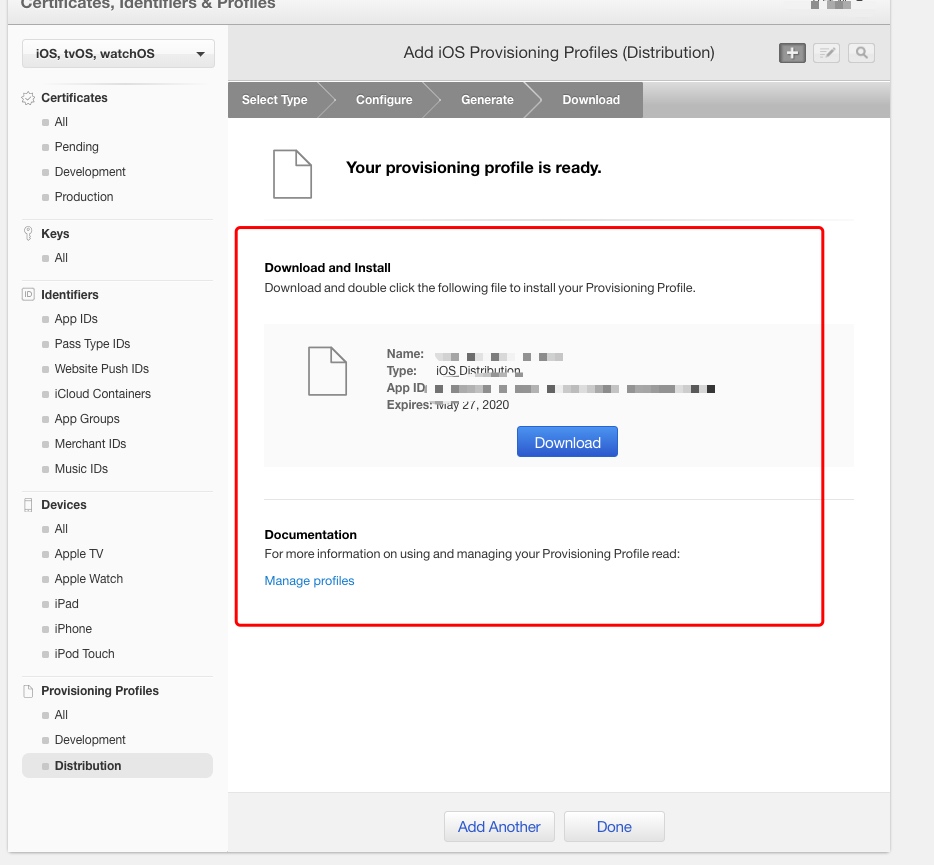 Certificates, Identifiers & Profiles
iOS, tvOS, watchOS
Certificates
All
Pending
Development
Production
Keys
All
ID Identifiers
App IDs
Pass Type IDs
Website Push IDs
iCloud Containers
App Groups
Merchant IDs
Music IDs
Devices
All
Apple TV
Apple Watch
iPad
iPhone
iPod Touch
Provisioning Profiles
All
Development
Distribution
Add iOS Provisioning Profiles (Distribution)
Select Type
Configure
Generate
Download
Your provisioning profile is ready.
Download and Install
Download and double click the following file to install your Provisioning Profile.
Name:
Type: iOS Distribution
App ID
Expires: May 27, 2020
Download
Documentation
For more information on using and managing your Provisioning Profile read:
Manage profiles
Add Another
Done